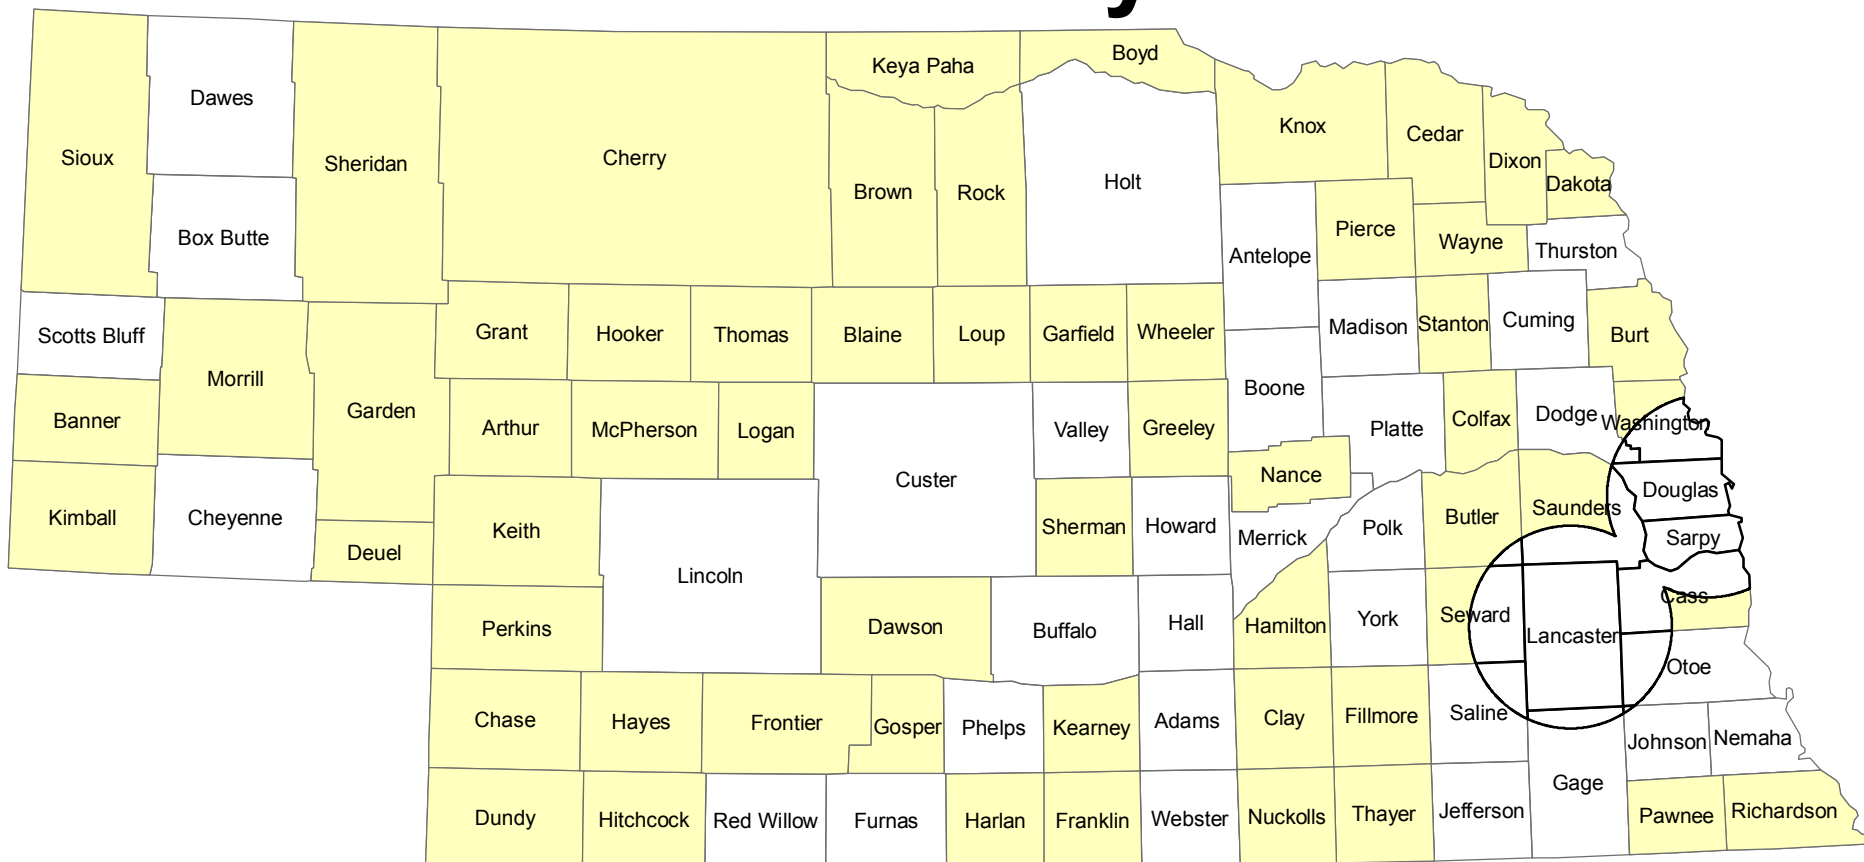 y
Boyd
Keya Paha
Dawes
Knox
Cedar
Sioux
Sheridan
Cherry
Dixon
Holt
Dakota
Brown
Rock
Pierce
Box Butte
Wayne
Thurston
Antelope
Scotts Bluff
Grant
Hooker
Thomas
Blaine
Loup
Garfield
Wheeler
Madison
Stanton
Cuming
Burt
Morrill
Boone
Banner
Garden
Arthur
McPherson
Logan
Valley
Greeley
Platte
Colfax
Dodge
Washington
Custer
Nance
Douglas
Kimball
Cheyenne
Keith
Sherman
Howard
Merrick
Polk
Butler
Saunders
Sarpy
Deuel
Lincoln
Cass
Perkins
Dawson
Buffalo
Hall
Hamilton
York
Seward
Lancaster
Otoe
Chase
Hayes
Frontier
Gosper
Phelps
Kearney
Adams
Clay
Fillmore
Saline
Johnson
Nemaha
Gage
Dundy
Hitchcock
Red Willow
Furnas
Harlan
Franklin
Webster
Nuckolls
Thayer
Jefferson
Pawnee
Richardson